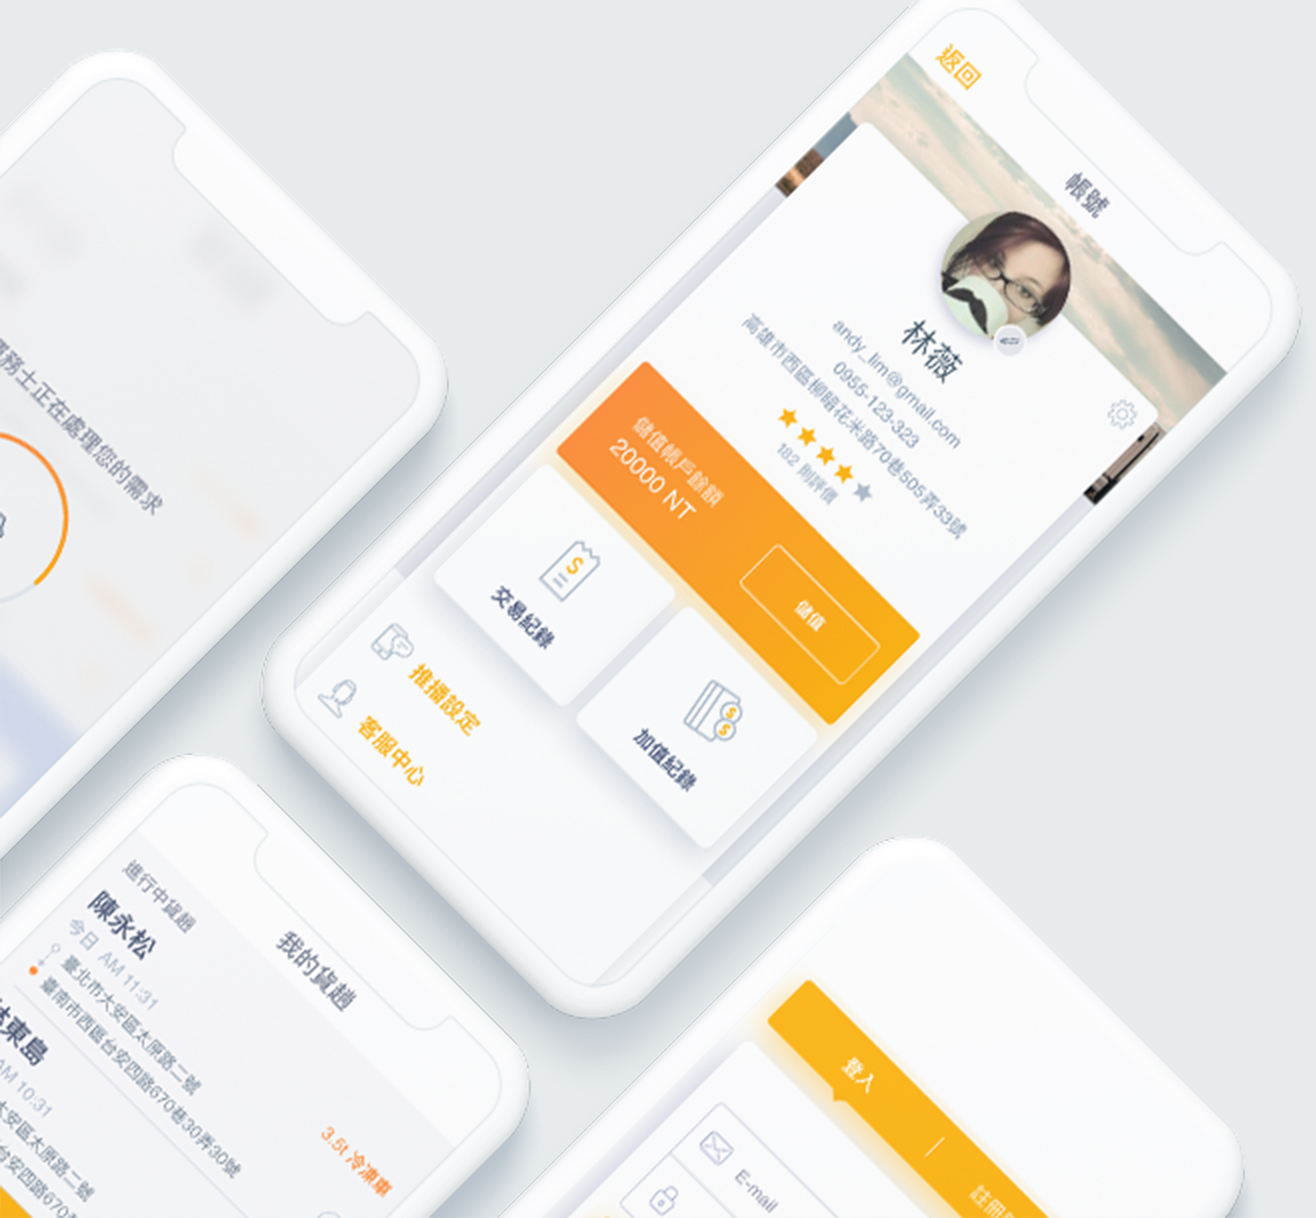 務士正在處理您的需求
返回
帳號
林薇
andy_lim@gmail.com
0955-123-323
高雄市西區柳暗花米路70巷505弄33號
182 則評價
儲值帳戶餘額
20000 NT
儲值
交易紀錄
加值紀錄
推播設定
客服中心
我的貨趟
進行中貨趟
陳永松
今日 AM 11:31
臺北市大安區太原路二號
臺南市西區台安四路670巷30弄30號
3.5t 冷凍車
東島
AM 10:31
大安區太原路二號
台安四路670
登入
註冊
E-mail